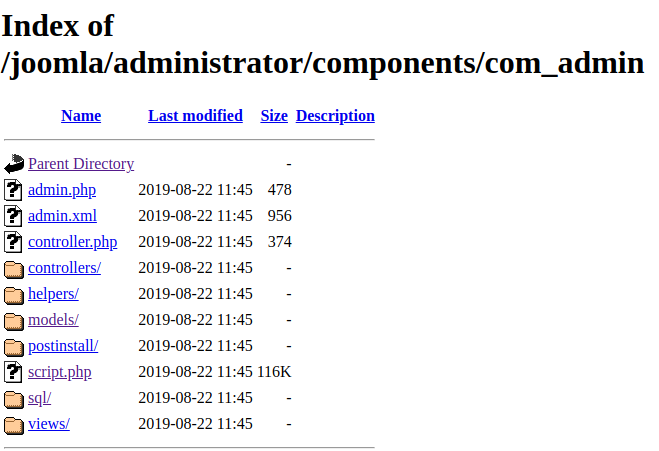 Index of
/joomla/administrator/components/com_admin
Name Last modified Size Description
Parent Directory -
admin.php 2019-08-22 11:45 478
admin.xml 2019-08-22 11:45 956
controller.php 2019-08-22 11:45 374
controllers/ 2019-08-22 11:45 -
helpers/ 2019-08-22 11:45 -
models/ 2019-08-22 11:45 -
postinstall/ 2019-08-22 11:45 -
script.php 2019-08-22 11:45 116K
sql/ 2019-08-22 11:45 -
views/ 2019-08-22 11:45 -